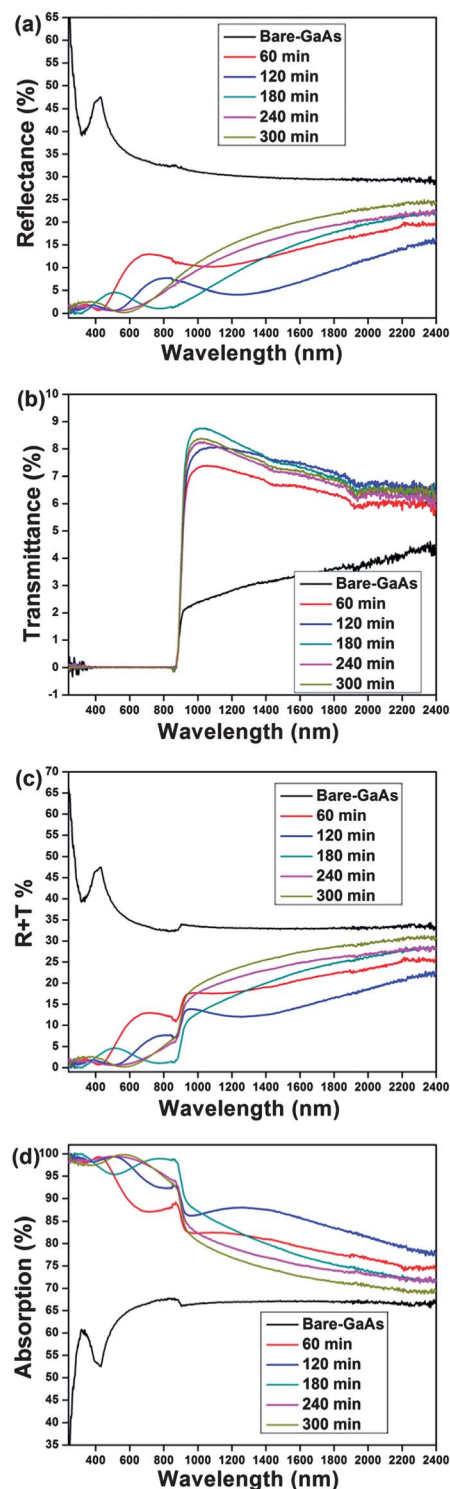 (a)
65
60
55
50
45
40
35
30
25
20
15
10
5
0
Reflectance (%)
Bare-GaAs
60 min
120 min
180 min
240 min
300 min
400 600 800 1000 1200 1400 1600 1800 2000 2200 2400
Wavelength (nm)
(b)
10
9
8
7
6
5
4
3
2
1
0
-1
Transmittance (%)
Bare-GaAs
60 min
120 min
180 min
240 min
300 min
400 600 800 1000 1200 1400 1600 1800 2000 2200 2400
Wavelength (nm)
(c)
70
65
60
55
50
45
40
35
30
25
20
15
10
5
0
R+T %
Bare-GaAs
60 min
120 min
180 min
240 min
300 min
400 600 800 1000 1200 1400 1600 1800 2000 2200 2400
Wavelength (nm)
(d)
100
95
90
85
80
75
70
65
60
55
50
45
40
35
Absorption (%)
Bare-GaAs
60 min
120 min
180 min
240 min
300 min
400 600 800 1000 1200 1400 1600 1800 2000 2200 2400
Wavelength (nm)